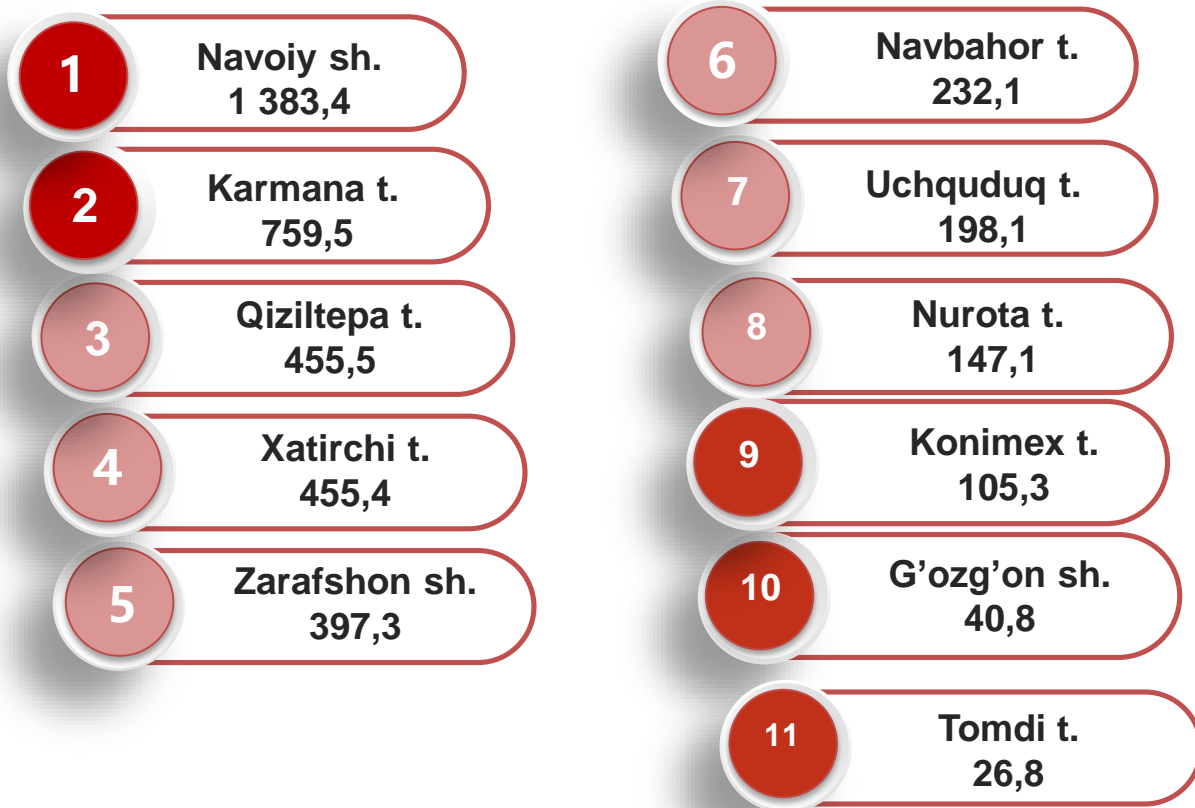 1
Navoiy sh.
1 383,4
2
Karmana t.
759,5
3
Qiziltepa t.
455,5
4
Xatirchi t.
455,4
5
Zarafshon sh.
397,3
6
Navbahor t.
232,1
7
Uchquduq t.
198,1
8
Nurota t.
147,1
9
Konimex t.
105,3
10
G’ozg’on sh.
40,8
11
Tomdi t.
26,8